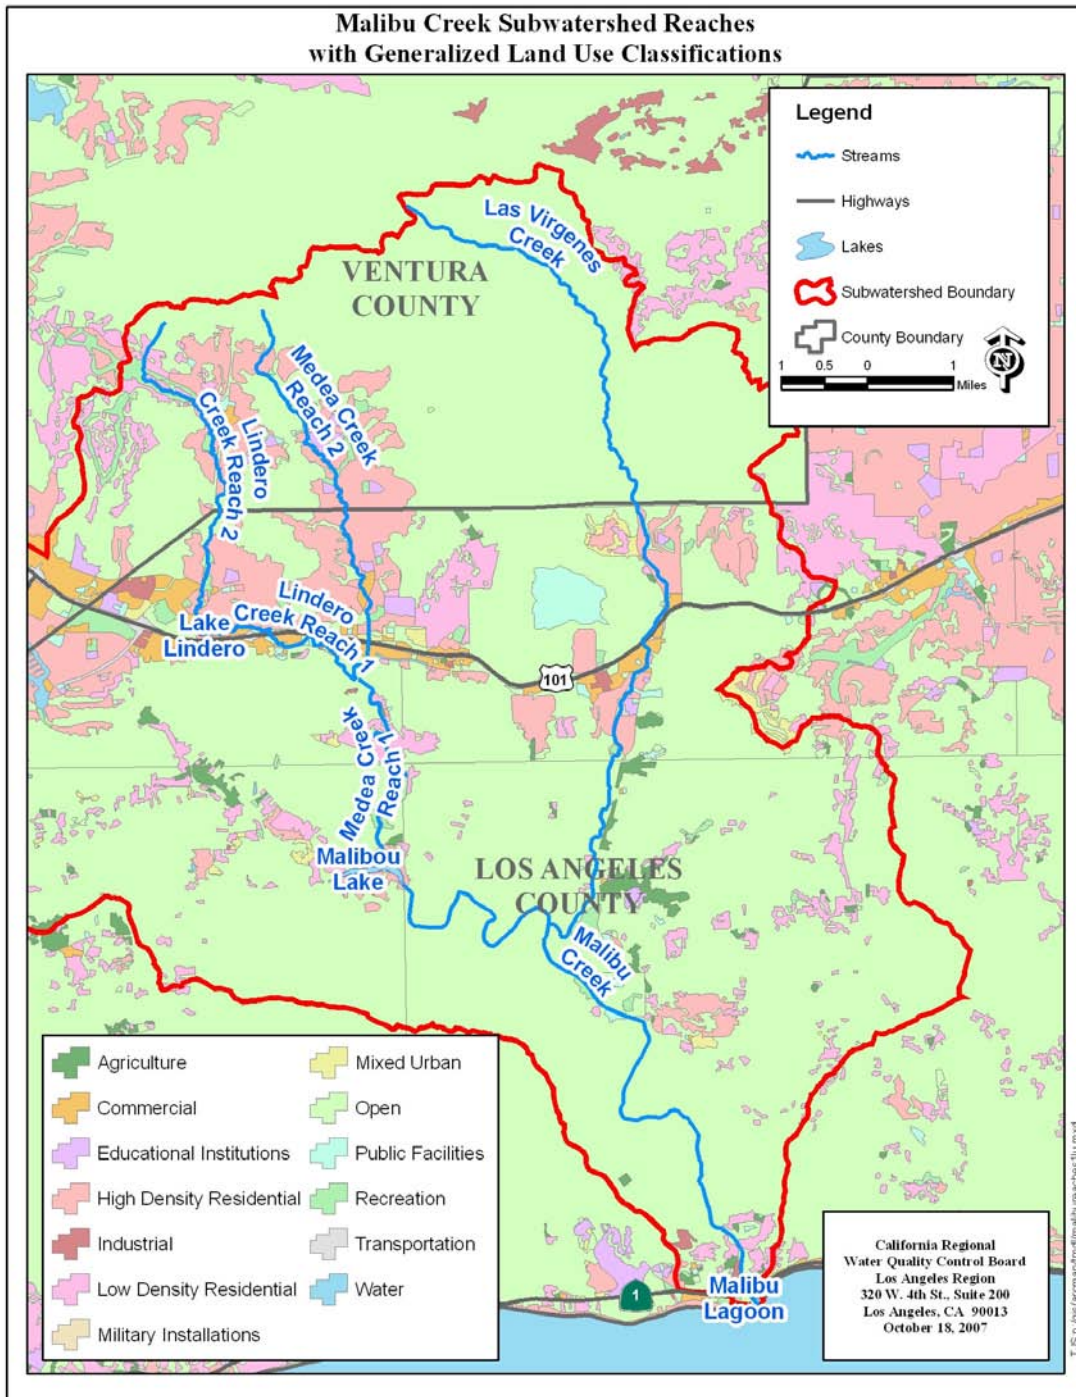 Malibu Creek Subwatershed Reaches
with Generalized Land Use Classifications
Legend
Streams
Highways
Lakes
Subwatershed Boundary
County Boundary
N
1 0.5 0 1
Miles
Las Virgenes
Creek
VENTURA
COUNTY
Medea Creek
Reach 2
Lindero
Creek Reach 2
Lindero
Creek Reach 1
Lake
Lindero
101
Medea Creek
Reach 1
Malibou
Lake
LOS ANGELES
COUNTY
Malibu
Creek
Agriculture
Commercial
Educational Institutions
High Density Residential
Industrial
Low Density Residential
Military Installations
Mixed Urban
Open
Public Facilities
Recreation
Transportation
Water
1
Malibu
Lagoon
California Regional
Water Quality Control Board
Los Angeles Region
320 W. 4th St., Suite 200
Los Angeles, CA 90013
October 18, 2007